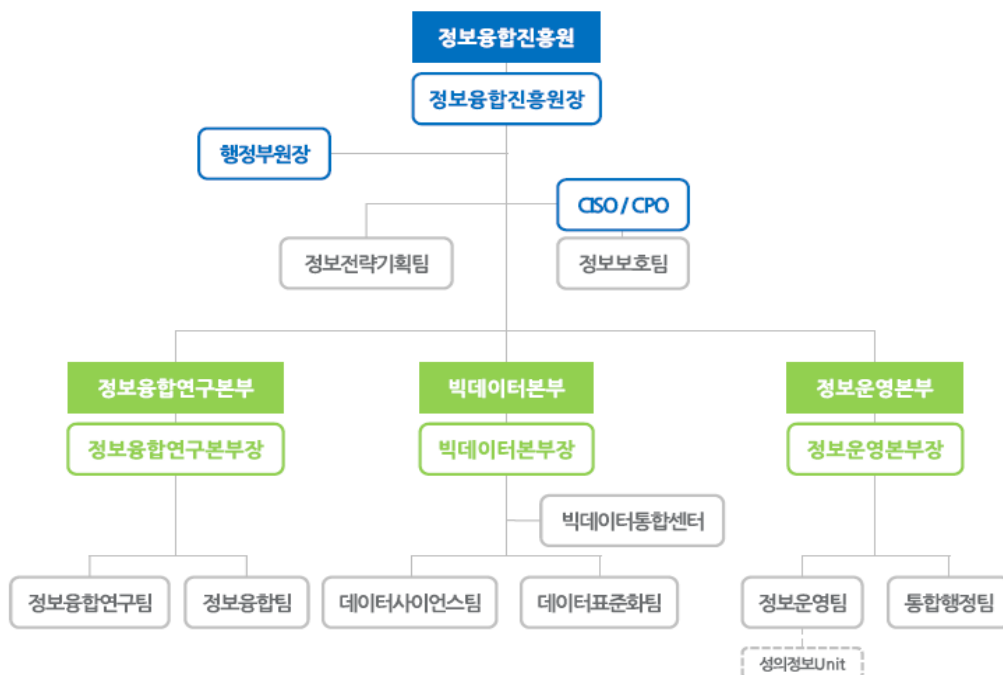 정보융합진흥원
정보융합진흥원장
행정부원장
CISO / CPO
정보전략기획팀
정보보호팀
정보융합연구본부
빅데이터본부
정보운영본부
정보융합연구본부장
빅데이터본부장
정보운영본부장
빅데이터통합센터
정보융합연구팀
정보융합팀
데이터사이언스팀
데이터표준화팀
정보운영팀
통합행정팀
성의정보Unit